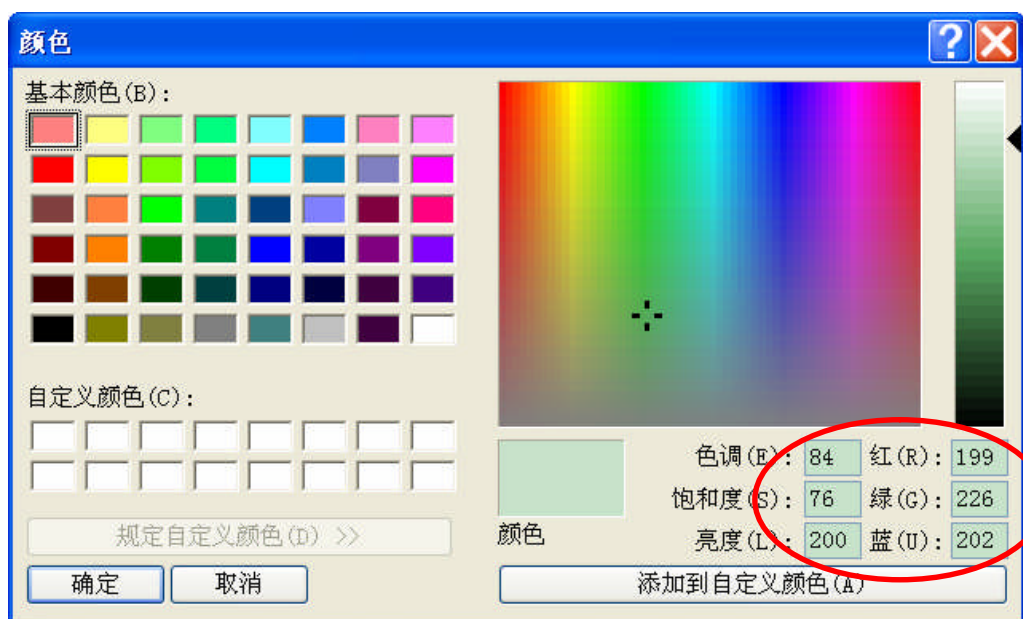 颜色
基本颜色(B):
自定义颜色(C):
规定自定义颜色(D) >>
确定 取消
颜色
色调(E): 84 红(R): 199
饱和度(S): 76 绿(G): 226
亮度(L): 200 蓝(U): 202
添加到自定义颜色(A)